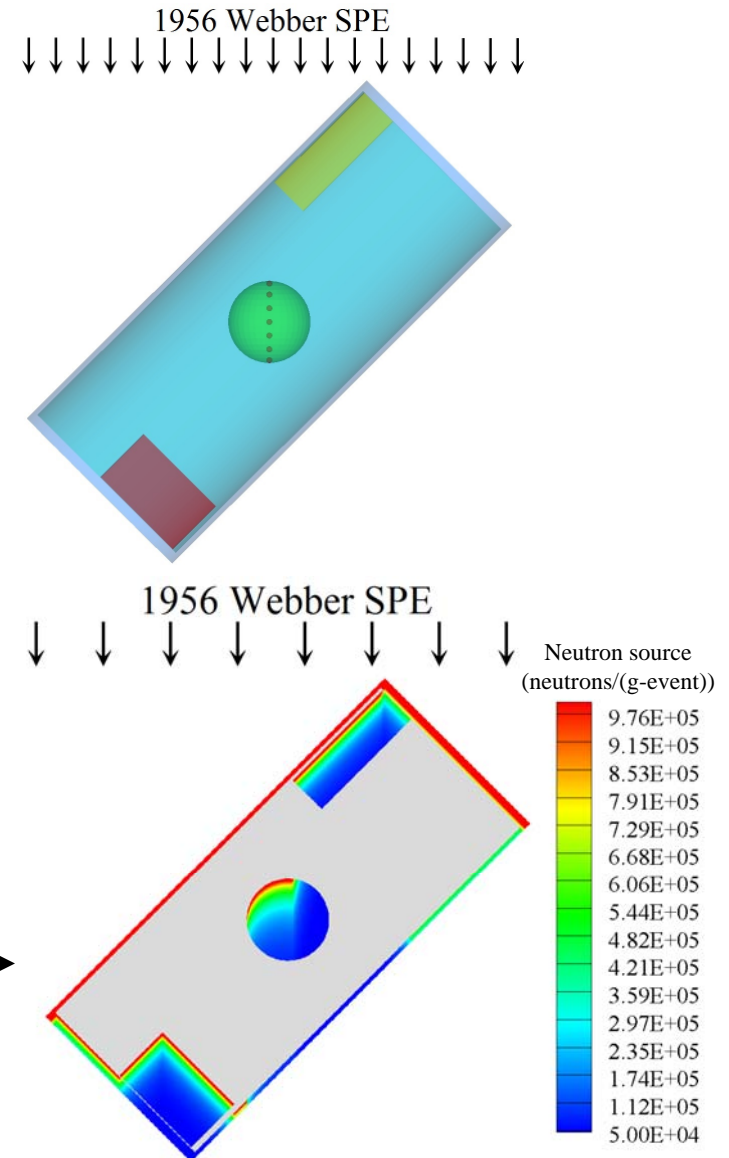 1956 Webber SPE
1956 Webber SPE
Neutron source
(neutrons/(g-event))
9.76E+05
9.15E+05
8.53E+05
7.91E+05
7.29E+05
6.68E+05
6.06E+05
5.44E+05
4.82E+05
4.21E+05
3.59E+05
2.97E+05
2.35E+05
1.74E+05
1.12E+05
5.00E+04